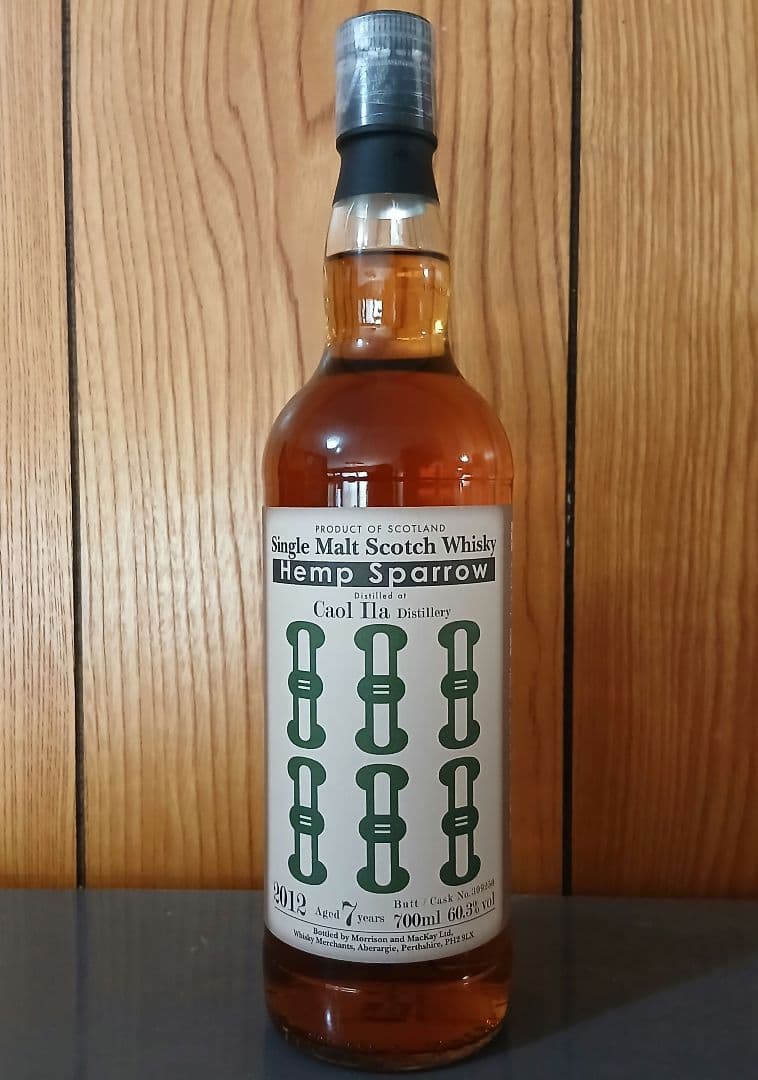 PRODUCT OF SCOTLAND
Single Malt Scotch Whisky
Hemp Sparrow
Distilled at
Caol Ila Distillery
2012 Aged 7 years Butt / Cask No.309250
700ml 60.3% vol
Bottled by Morrison and MacKay Ltd,
Whisky Merchants, Aberargie, Perthshire, PH2 9LX